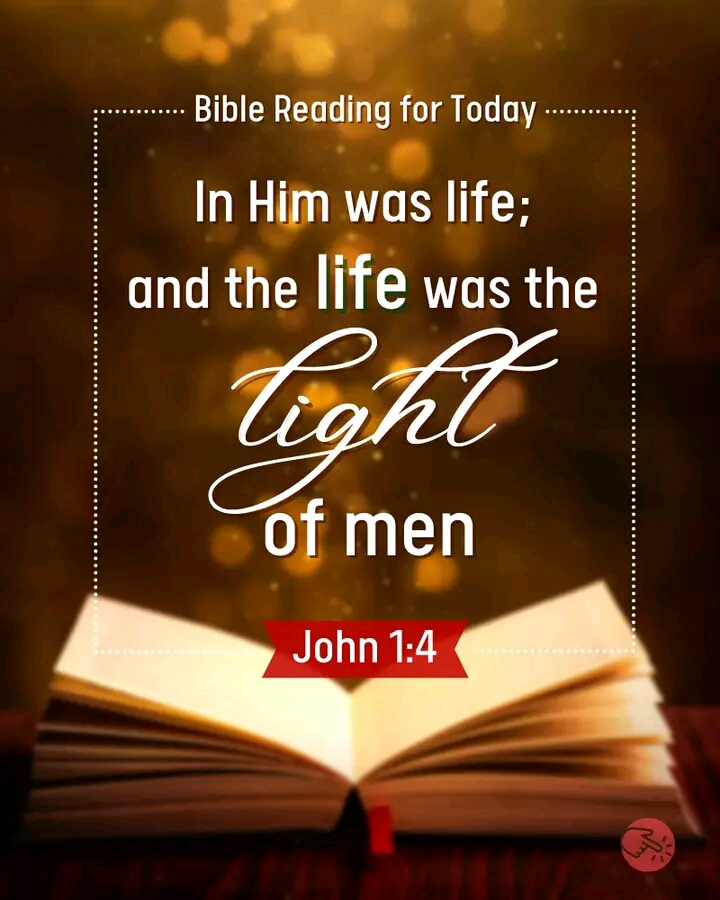 Bible Reading for Today
In Him was life;
and the life was the
light
of men
John 1:4